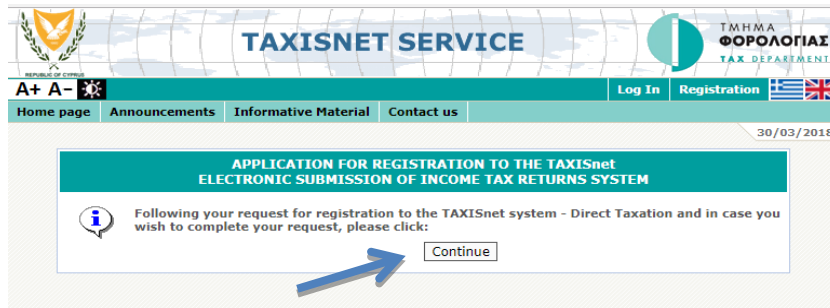 TAXISNET SERVICE
ΤΜΗΜΑ
ΦΟΡΟΛΟΓΙΑΣ
TAX DEPARTMENT
REPUBLIC OF CYPRUS
A+ A-
Log In Registration
Home page Announcements Informative Material Contact us
30/03/2018
APPLICATION FOR REGISTRATION TO THE TAXISnet
ELECTRONIC SUBMISSION OF INCOME TAX RETURNS SYSTEM
Following your request for registration to the TAXISnet system - Direct Taxation and in case you
wish to complete your request, please click:
Continue